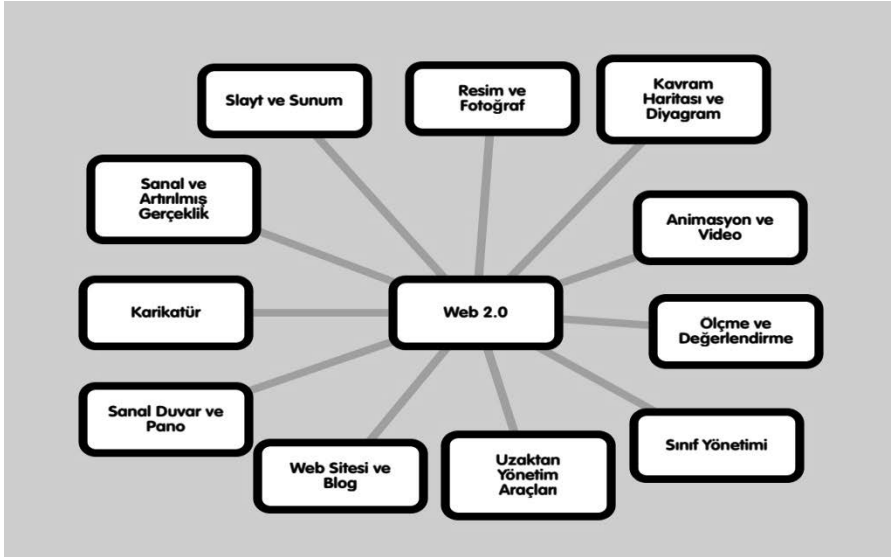 Slayt ve Sunum
Resim ve
Fotoğraf
Kavram
Haritası ve
Diyagram
Sanal ve
Artırılmış
Gerçeklik
Animasyon ve
Video
Karikatür
Web 2.0
Ölçme ve
Değerlendirme
Sanal Duvar ve
Pano
Web Sitesi ve
Blog
Uzaktan
Yönetim
Araçları
Sınıf Yönetimi